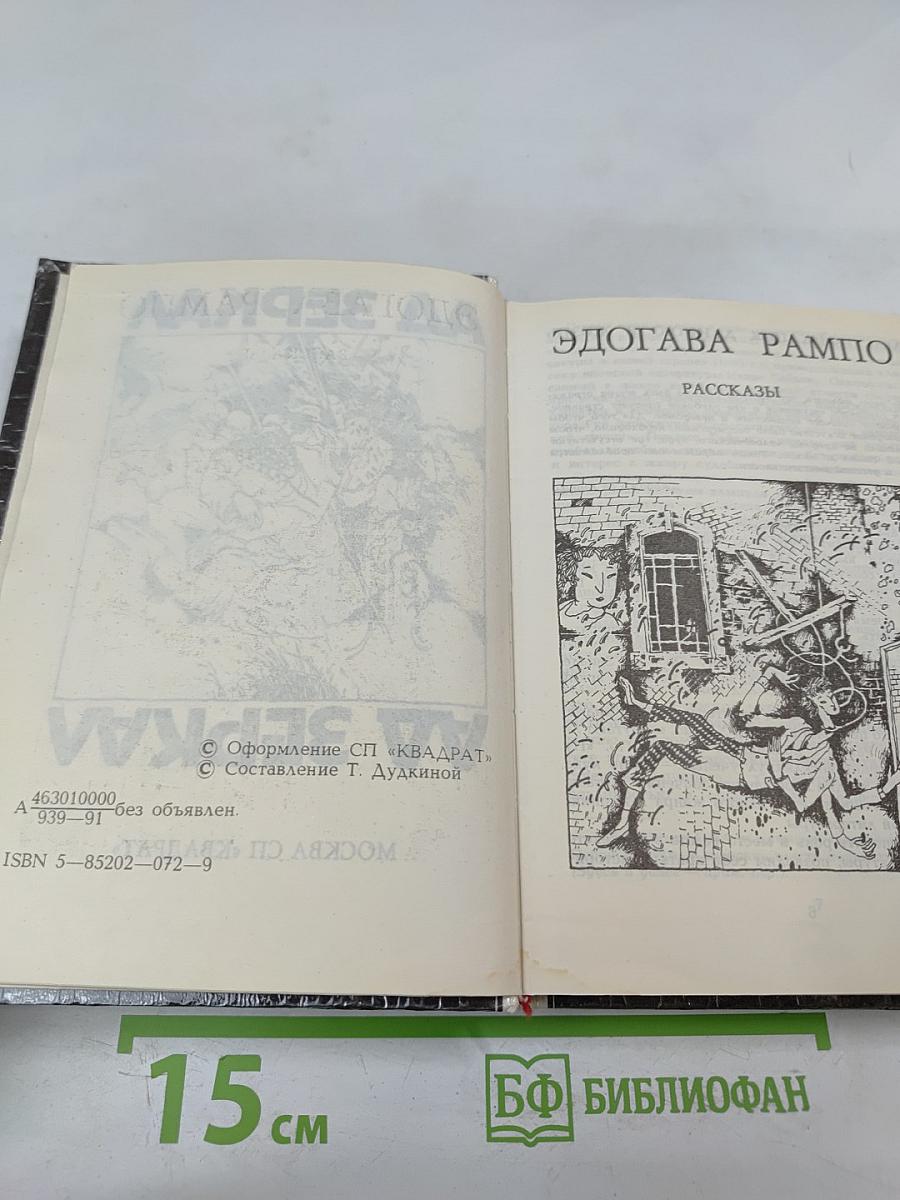 © Оформление СП «КВАДРАТ»
© Составление Т. Дудкиной
А 463010000
939—91 без объявлен.
ISBN 5—85202—072—9
ЭДОГАВА РАМПО
РАССКАЗЫ
15 см
БФ БИБЛИОФАН